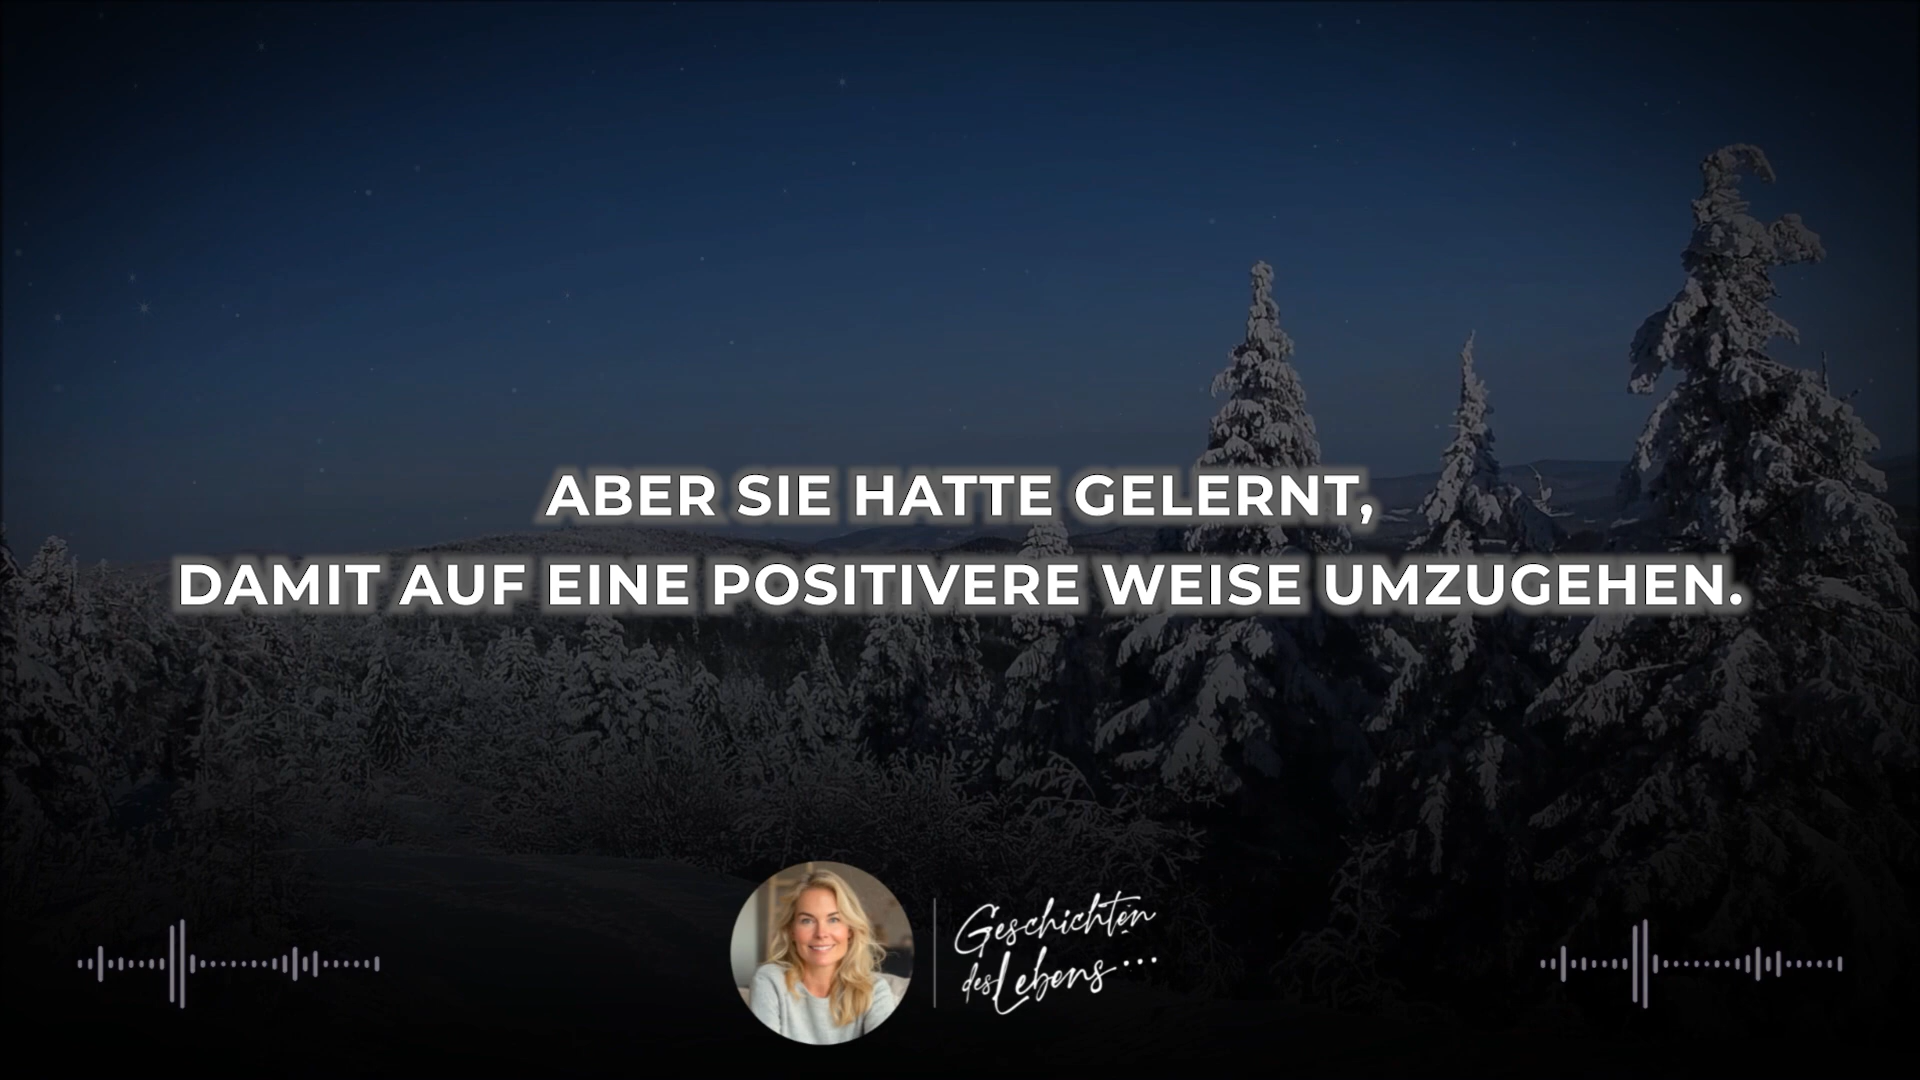 ABER SIE HATTE GELERNT,
DAMIT AUF EINE POSITIVERE WEISE UMZUGEHEN.
Geschichten
des Lebens...